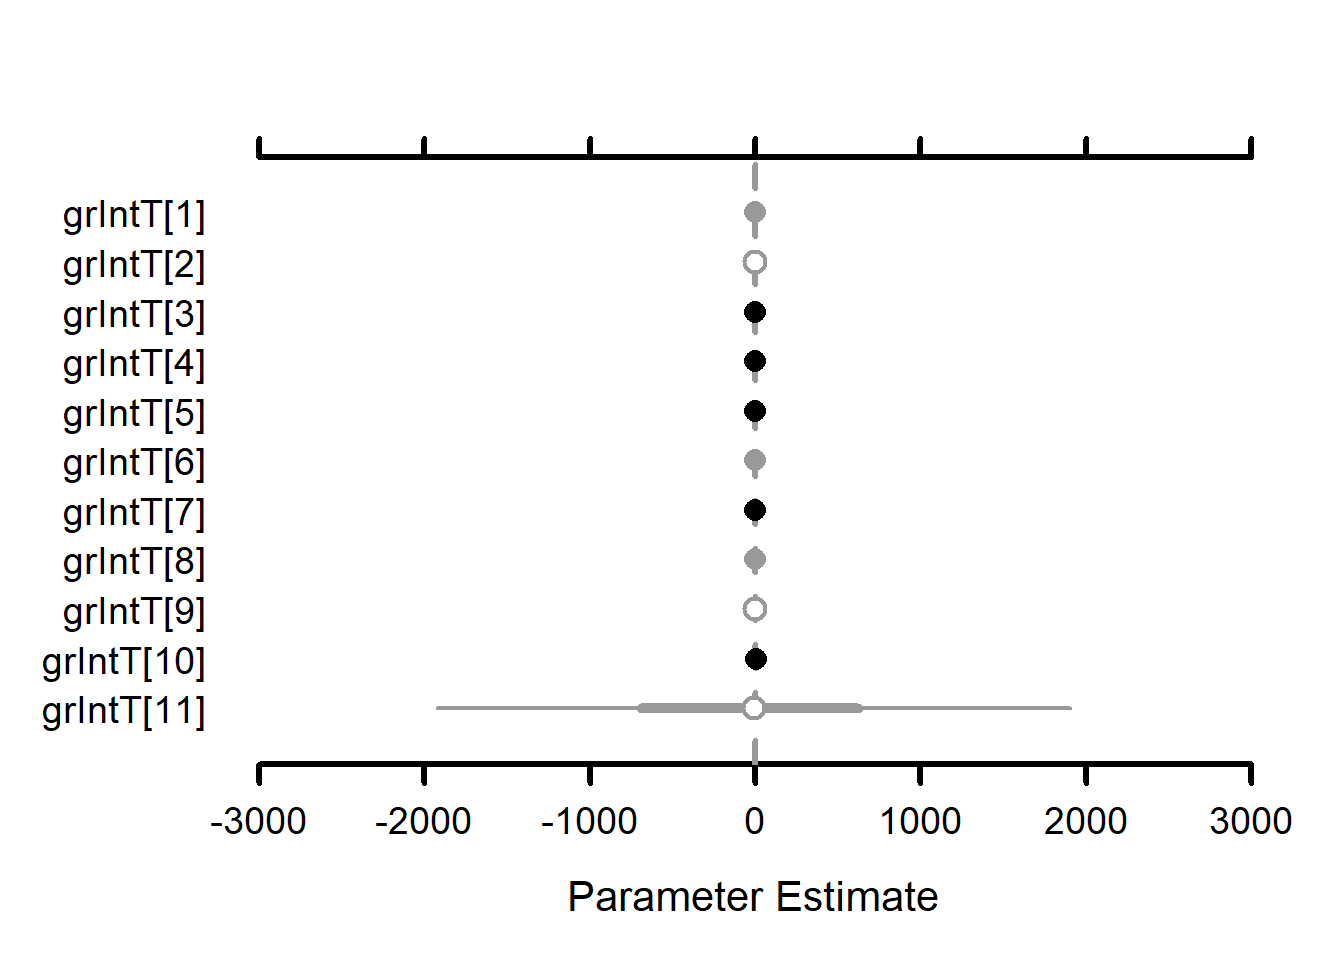 grIntT[1]
grIntT[2]
grIntT[3]
grIntT[4]
grIntT[5]
grIntT[6]
grIntT[7]
grIntT[8]
grIntT[9]
grIntT[10]
grIntT[11]
-3000 -2000 -1000 0 1000 2000 3000
Parameter Estimate